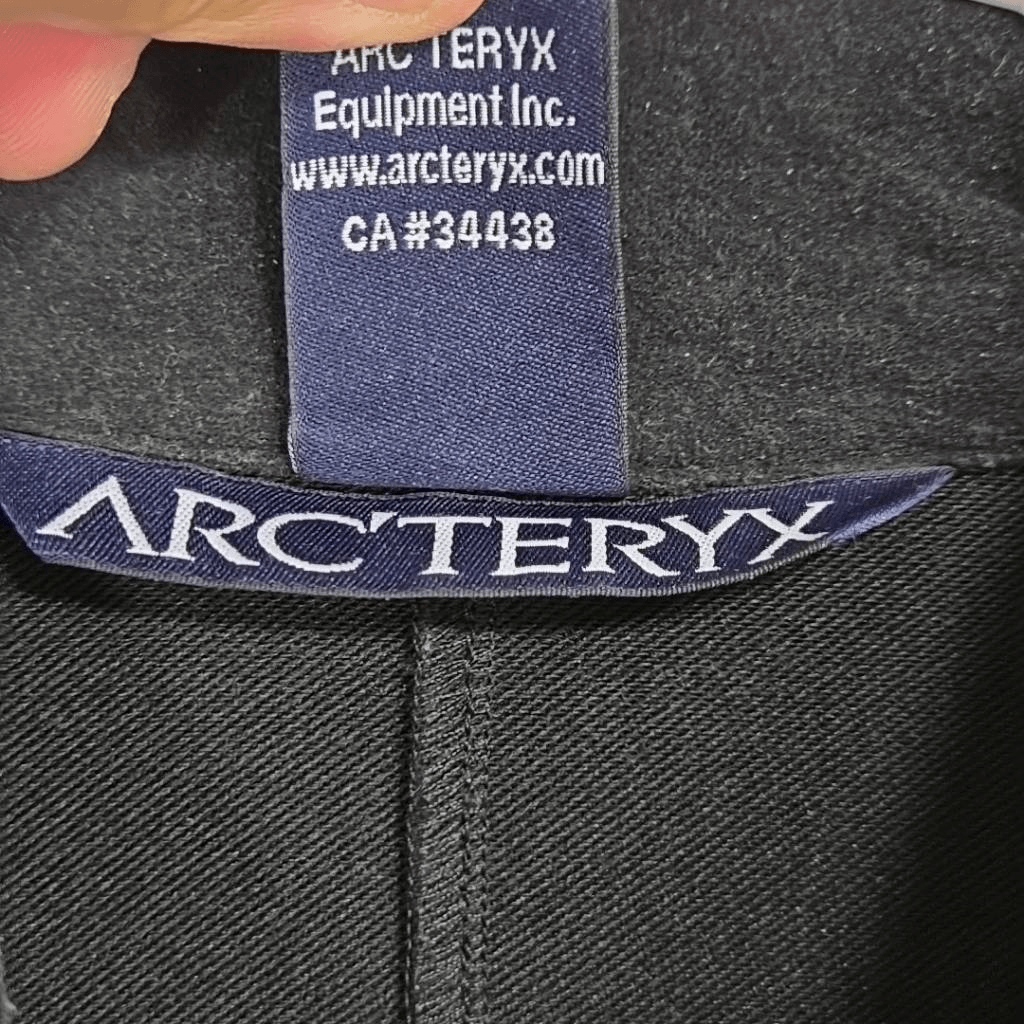 ARC'TERYX
Equipment Inc.
www.arcteryx.com
CA #34438
ARC'TERYX